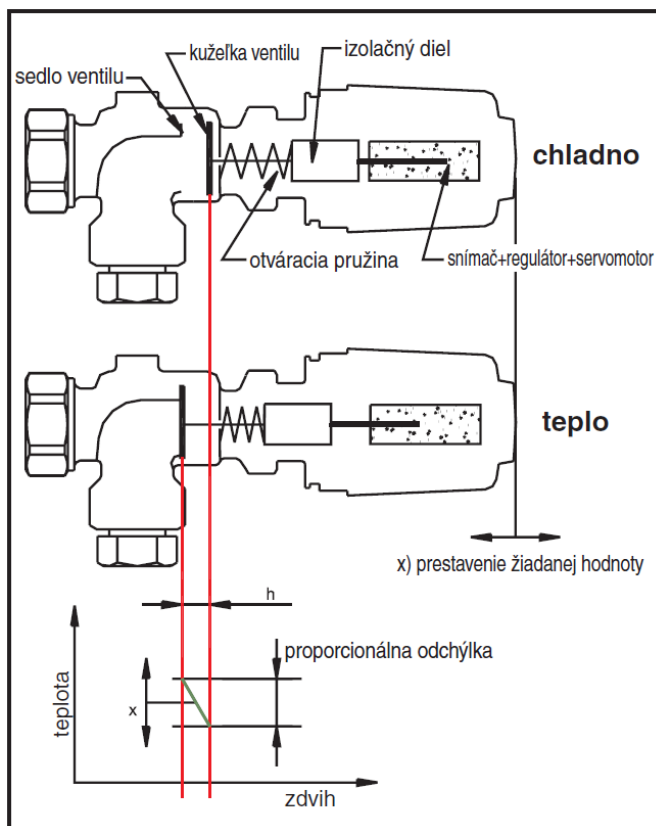 kužeľka ventilu
izolačný diel
sedlo ventilu
chladno
otváracia pružina
snímač+regulátor+servomotor
teplo
x) prestavenie žiadanej hodnoty
h
proporcionálna odchýlka
x
teplota
zdvih